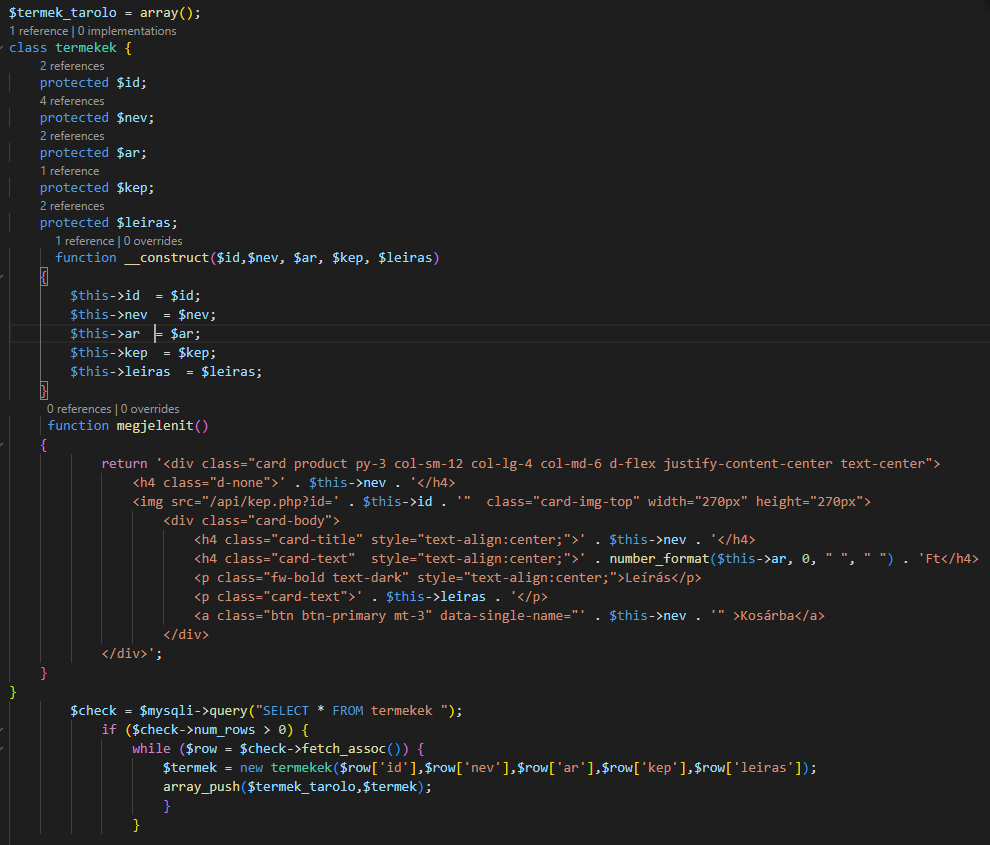 $termek_tarolo = array();
1 reference | 0 implementations
class termekek {
2 references
protected $id;
4 references
protected $nev;
2 references
protected $ar;
1 reference
protected $kep;
2 references
protected $leiras;
1 reference | 0 overrides
function __construct($id,$nev, $ar, $kep, $leiras)
{
$this->id  = $id;
$this->nev  = $nev;
$this->ar  = $ar;
$this->kep  = $kep;
$this->leiras  = $leiras;
}
0 references | 0 overrides
function megjelenit()
{
return '<div class="card product py-3 col-sm-12 col-lg-4 col-md-6 d-flex justify-content-center text-center">
<h4 class="d-none">' . $this->nev . '</h4>
<img src="/api/kep.php?id=' . $this->id . '"  class="card-img-top" width="270px" height="270px">
<div class="card-body">
<h4 class="card-title" style="text-align:center;">' . $this->nev . '</h4>
<h4 class="card-text"  style="text-align:center;">' . number_format($this->ar, 0, " ", " ") . 'Ft</h4>
<p class="fw-bold text-dark" style="text-align:center;">Leírás</p>
<p class="card-text">' . $this->leiras . '</p>
<a class="btn btn-primary mt-3" data-single-name="' . $this->nev . '" >Kosárba</a>
</div>
</div>';
}
}
$check = $mysqli->query("SELECT * FROM termekek ");
if ($check->num_rows > 0) {
while ($row = $check->fetch_assoc()) {
$termek = new termekek($row['id'],$row['nev'],$row['ar'],$row['kep'],$row['leiras']);
array_push($termek_tarolo,$termek);
}
}